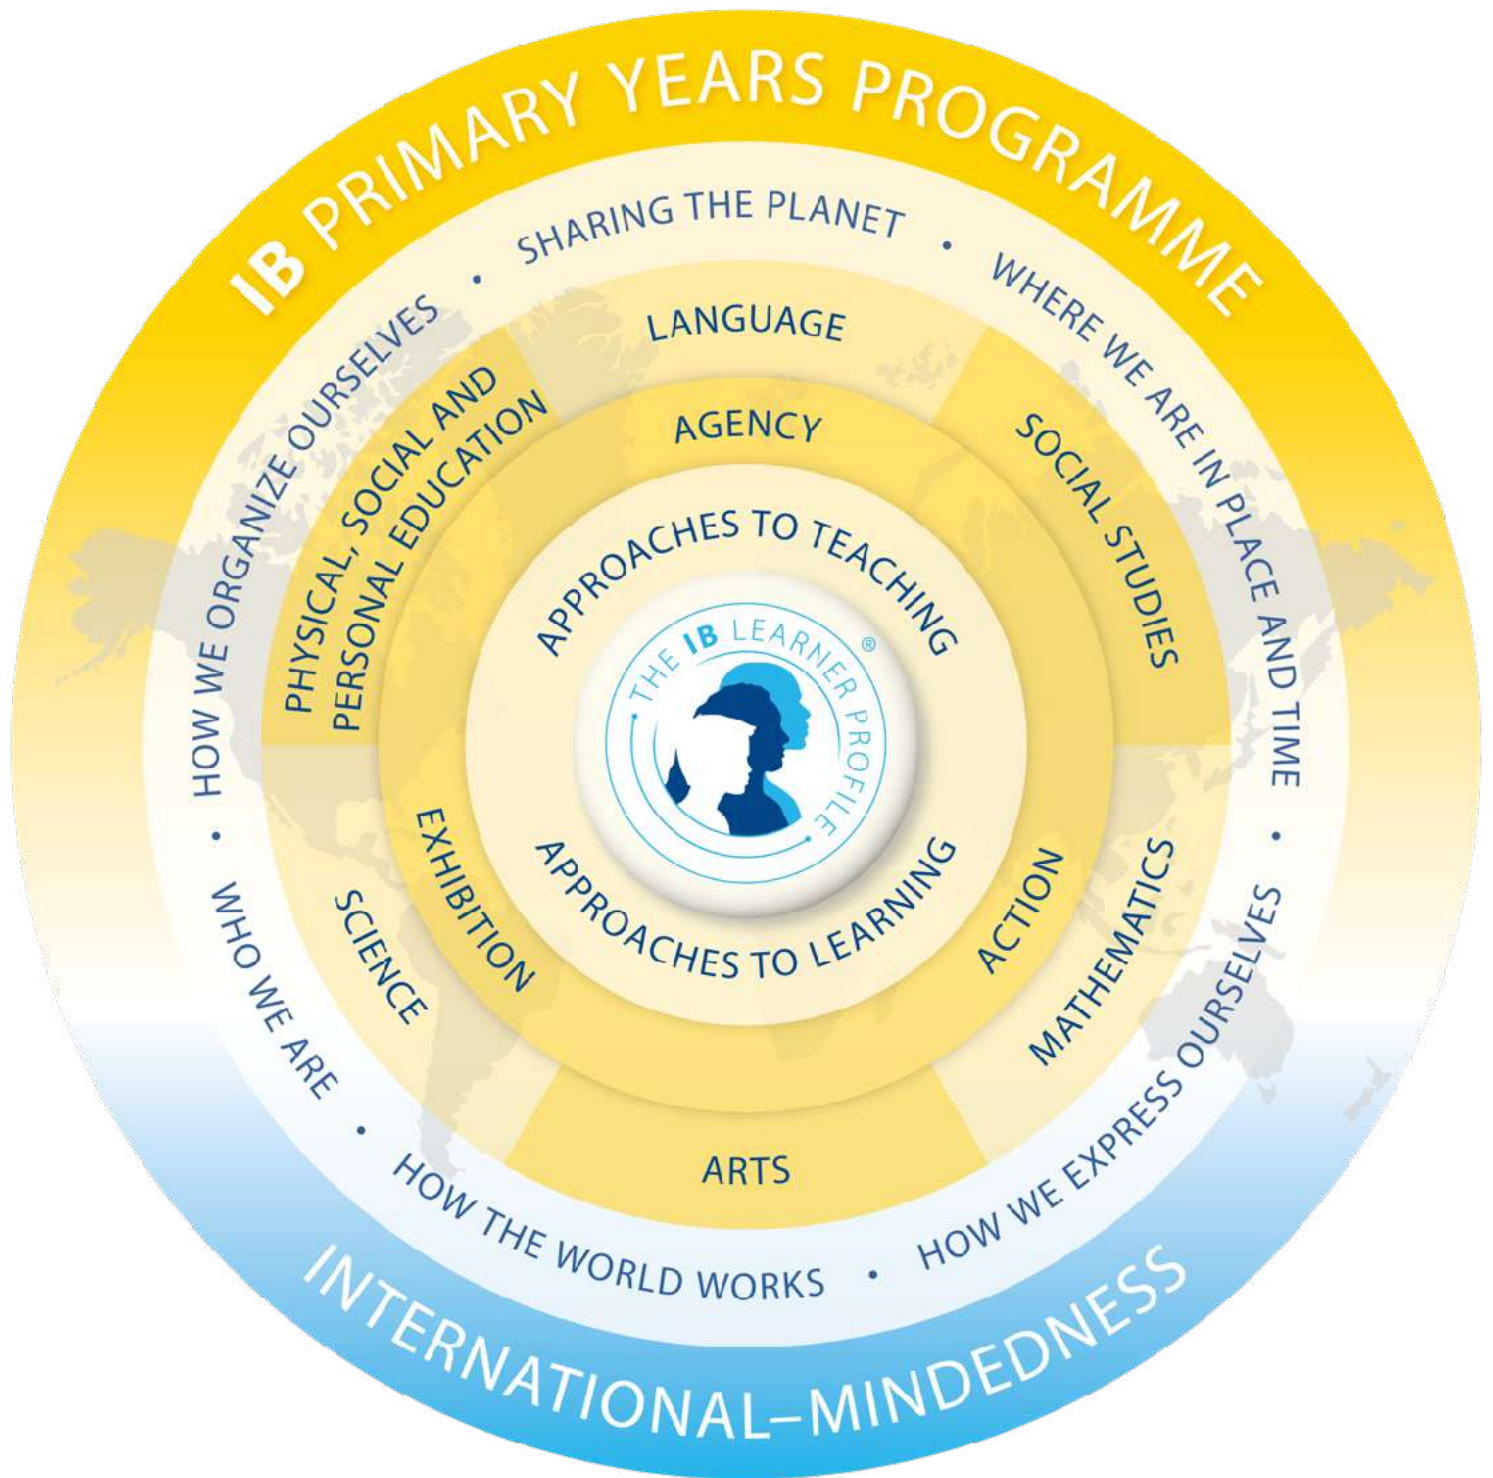 IB PRIMARY YEARS PROGRAMME
SHARING THE PLANET
•
WHERE WE ARE IN PLACE AND TIME
•
HOW WE EXPRESS OURSELVES
•
HOW THE WORLD WORKS
•
WHO WE ARE
•
HOW WE ORGANIZE OURSELVES
•
LANGUAGE
SOCIAL STUDIES
MATHEMATICS
ARTS
SCIENCE
PHYSICAL, SOCIAL AND
PERSONAL EDUCATION
AGENCY
ACTION
EXHIBITION
APPROACHES TO TEACHING
APPROACHES TO LEARNING
• THE IB LEARNER PROFILE •
®
INTERNATIONAL–MINDEDNESS